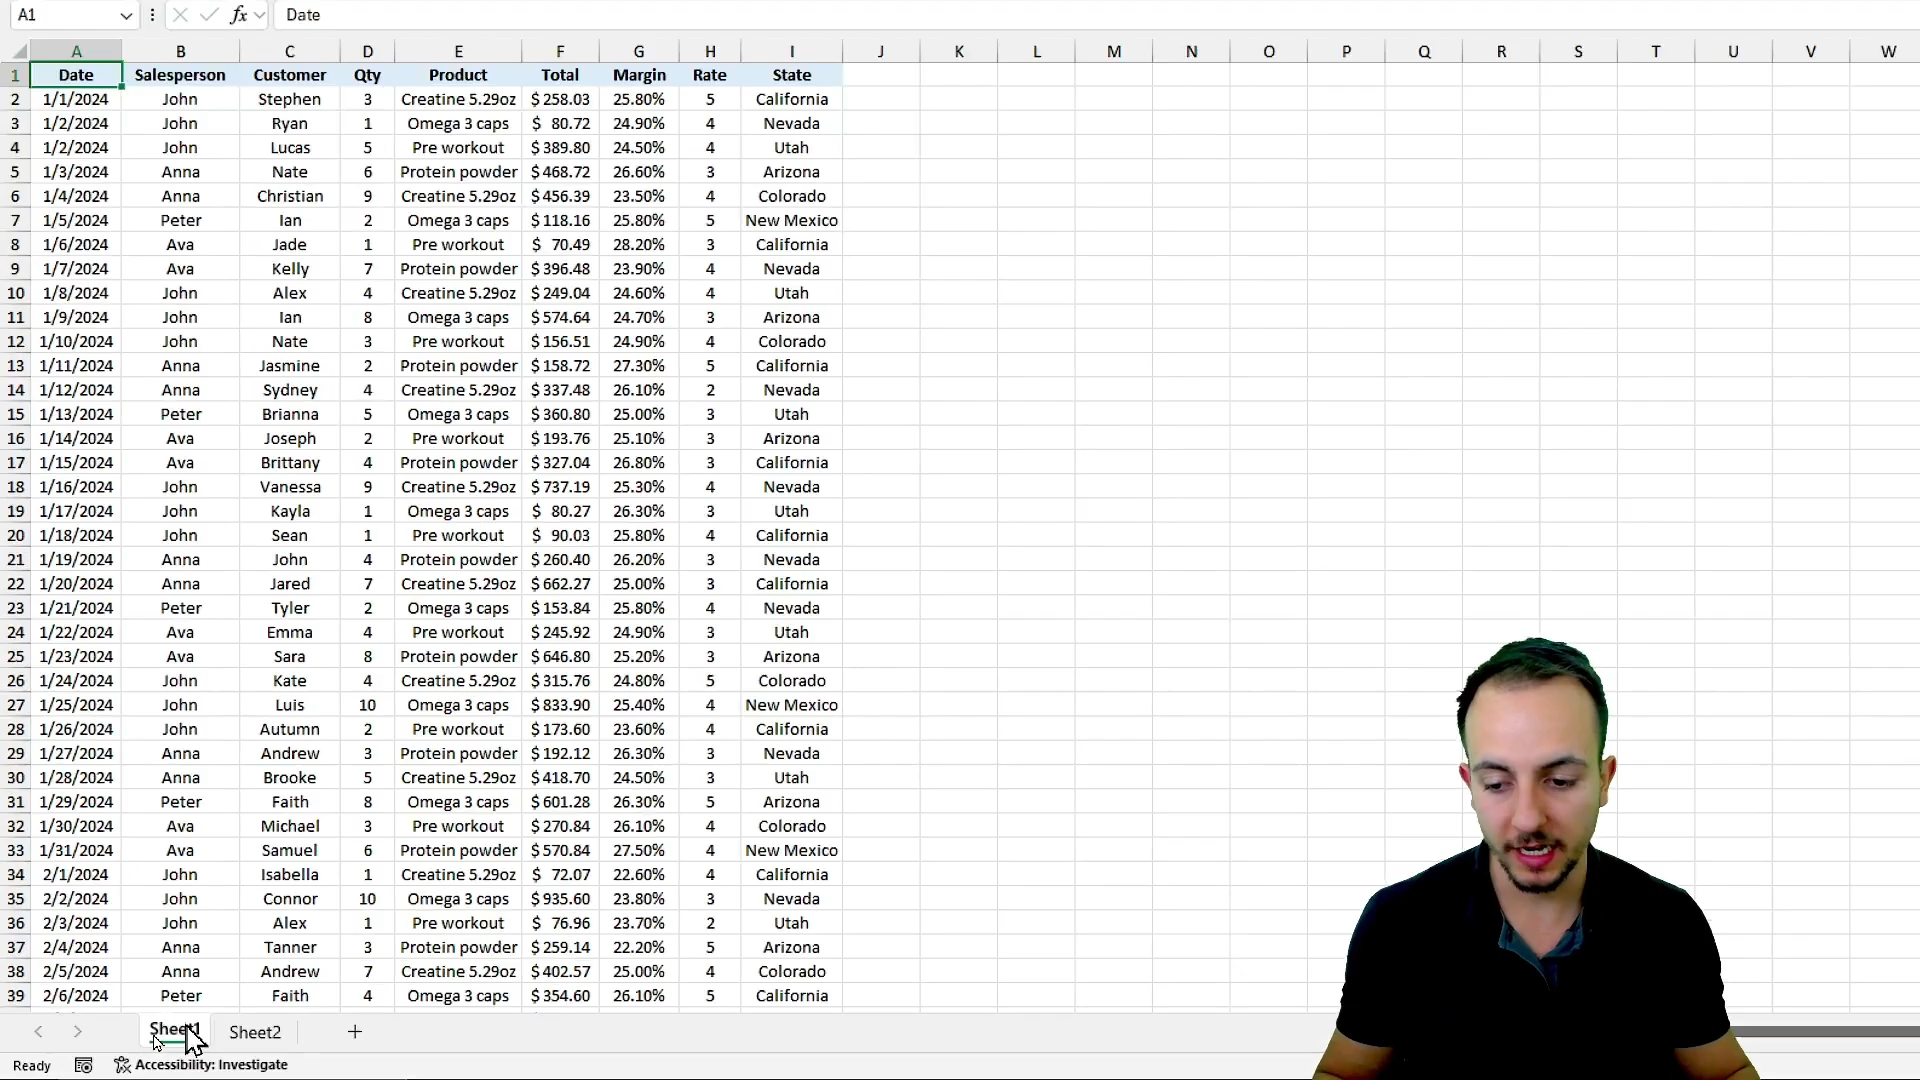 A1 fx Date
A B C D E F G H I J K L M N O P Q R S T U V W
1 Date Salesperson Customer Qty Product Total Margin Rate State
2 1/1/2024 John Stephen 3 Creatine 5.29oz $ 258.03 25.80% 5 California
3 1/2/2024 John Ryan 1 Omega 3 caps $ 80.72 24.90% 4 Nevada
4 1/2/2024 John Lucas 5 Pre workout $ 389.80 24.50% 4 Utah
5 1/3/2024 Anna Nate 6 Protein powder $ 468.72 26.60% 3 Arizona
6 1/4/2024 Anna Christian 9 Creatine 5.29oz $ 456.39 23.50% 4 Colorado
7 1/5/2024 Peter Ian 2 Omega 3 caps $ 118.16 25.80% 5 New Mexico
8 1/6/2024 Ava Jade 1 Pre workout $ 70.49 28.20% 3 California
9 1/7/2024 Ava Kelly 7 Protein powder $ 396.48 23.90% 4 Nevada
10 1/8/2024 John Alex 4 Creatine 5.29oz $ 249.04 24.60% 4 Utah
11 1/9/2024 John Ian 8 Omega 3 caps $ 574.64 24.70% 3 Arizona
12 1/10/2024 John Nate 3 Pre workout $ 156.51 24.90% 4 Colorado
13 1/11/2024 Anna Jasmine 2 Protein powder $ 158.72 27.30% 5 California
14 1/12/2024 Anna Sydney 4 Creatine 5.29oz $ 337.48 26.10% 2 Nevada
15 1/13/2024 Peter Brianna 5 Omega 3 caps $ 360.80 25.00% 3 Utah
16 1/14/2024 Ava Joseph 2 Pre workout $ 193.76 25.10% 3 Arizona
17 1/15/2024 Ava Brittany 4 Protein powder $ 327.04 26.80% 3 California
18 1/16/2024 John Vanessa 9 Creatine 5.29oz $ 737.19 25.30% 4 Nevada
19 1/17/2024 John Kayla 1 Omega 3 caps $ 80.27 26.30% 3 Utah
20 1/18/2024 John Sean 1 Pre workout $ 90.03 25.80% 4 California
21 1/19/2024 Anna John 4 Protein powder $ 260.40 26.20% 3 Nevada
22 1/20/2024 Anna Jared 7 Creatine 5.29oz $ 662.27 25.00% 3 California
23 1/21/2024 Peter Tyler 2 Omega 3 caps $ 153.84 25.80% 4 Nevada
24 1/22/2024 Ava Emma 4 Pre workout $ 245.92 24.90% 3 Utah
25 1/23/2024 Ava Sara 8 Protein powder $ 646.80 25.20% 3 Arizona
26 1/24/2024 John Kate 4 Creatine 5.29oz $ 315.76 24.80% 5 Colorado
27 1/25/2024 John Luis 10 Omega 3 caps $ 833.90 25.40% 4 New Mexico
28 1/26/2024 John Autumn 2 Pre workout $ 173.60 23.60% 4 California
29 1/27/2024 Anna Andrew 3 Protein powder $ 192.12 26.30% 3 Nevada
30 1/28/2024 Anna Brooke 5 Creatine 5.29oz $ 418.70 24.50% 3 Utah
31 1/29/2024 Peter Faith 8 Omega 3 caps $ 601.28 26.30% 5 Arizona
32 1/30/2024 Ava Michael 3 Pre workout $ 270.84 26.10% 4 Colorado
33 1/31/2024 Ava Samuel 6 Protein powder $ 570.84 27.50% 4 New Mexico
34 2/1/2024 John Isabella 1 Creatine 5.29oz $ 72.07 22.60% 4 California
35 2/2/2024 John Connor 10 Omega 3 caps $ 935.60 23.80% 3 Nevada
36 2/3/2024 John Alex 1 Pre workout $ 76.96 23.70% 2 Utah
37 2/4/2024 Anna Tanner 3 Protein powder $ 259.14 22.20% 5 Arizona
38 2/5/2024 Anna Andrew 7 Creatine 5.29oz $ 402.57 25.00% 4 Colorado
39 2/6/2024 Peter Faith 4 Omega 3 caps $ 354.60 26.10% 5 California
Sheet1 Sheet2 +
Ready Accessibility: Investigate